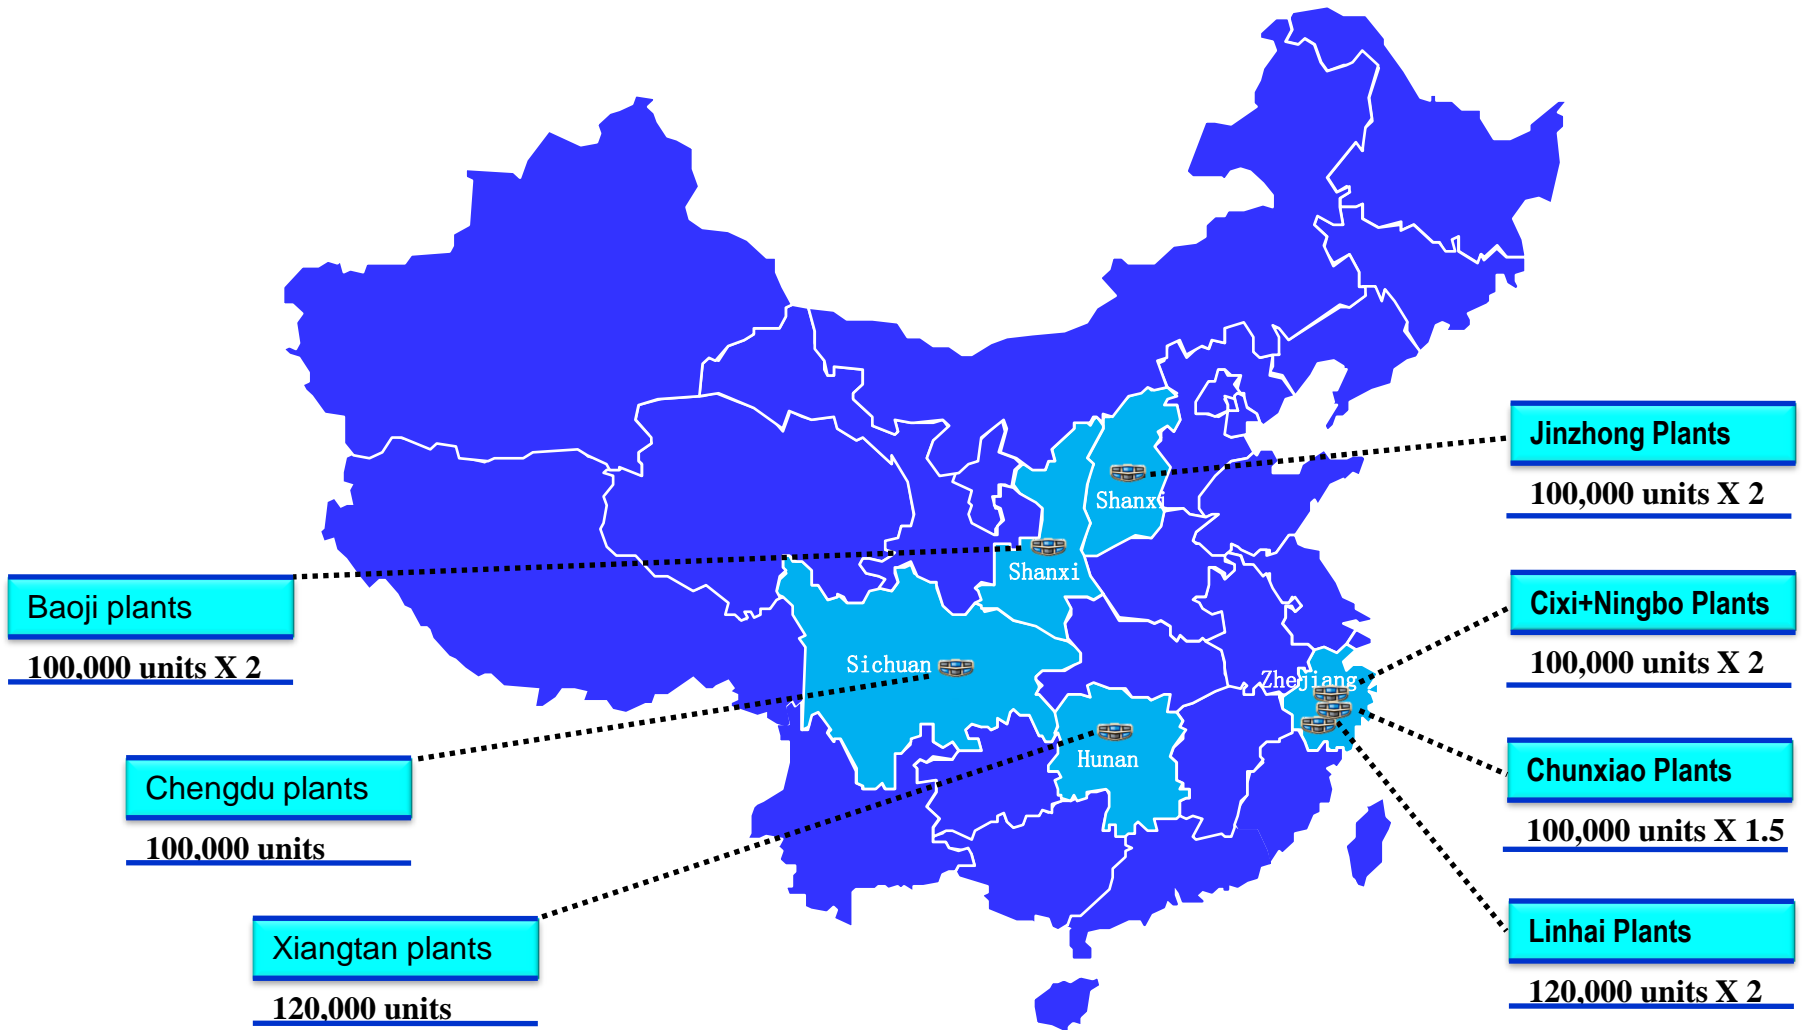 Jinzhong Plants
100,000 units X 2
Shanxi
Shanxi
Baoji plants
100,000 units X 2
Cixi+Ningbo Plants
100,000 units X 2
Sichuan
Zhejiang
Hunan
Chengdu plants
100,000 units
Chunxiao Plants
100,000 units X 1.5
Xiangtan plants
120,000 units
Linhai Plants
120,000 units X 2